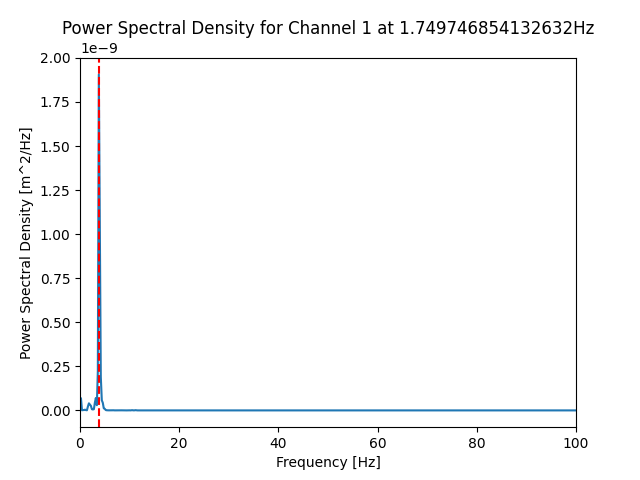 Power Spectral Density for Channel 1 at 1.749746854132632Hz
1e−9
2.00
1.75
1.50
1.25
1.00
0.75
0.50
0.25
0.00
Power Spectral Density [m^2/Hz]
0 20 40 60 80 100
Frequency [Hz]